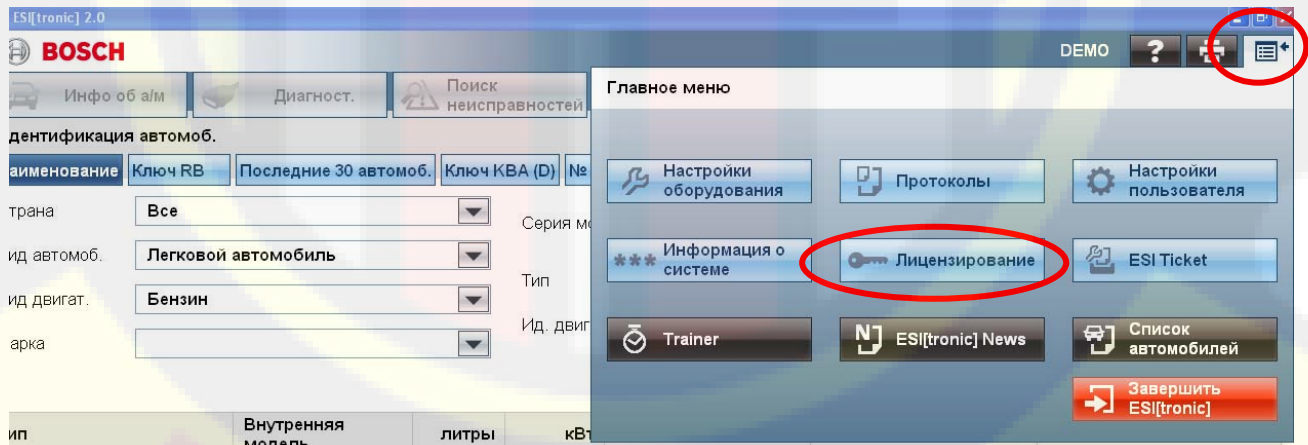 ESI[tronic] 2.0
BOSCH
DEMO ?
Инфо об а/м
Диагност.
Поиск
неисправностей
дентификация автомоб.
аименование
Ключ RB
Последние 30 автомоб.
Ключ KBA (D)
№
трана
Все
Серия мо
ид автомоб.
Легковой автомобиль
Тип
ид двигат.
Бензин
Ид. двиг
арка
ип
Внутренняя
модель
литры
кВт
Главное меню
Настройки
оборудования
Протоколы
Настройки
пользователя
***
Информация о
системе
Лицензирование
ESI Ticket
Trainer
N
ESI[tronic] News
Список
автомобилей
Завершить
ESI[tronic]